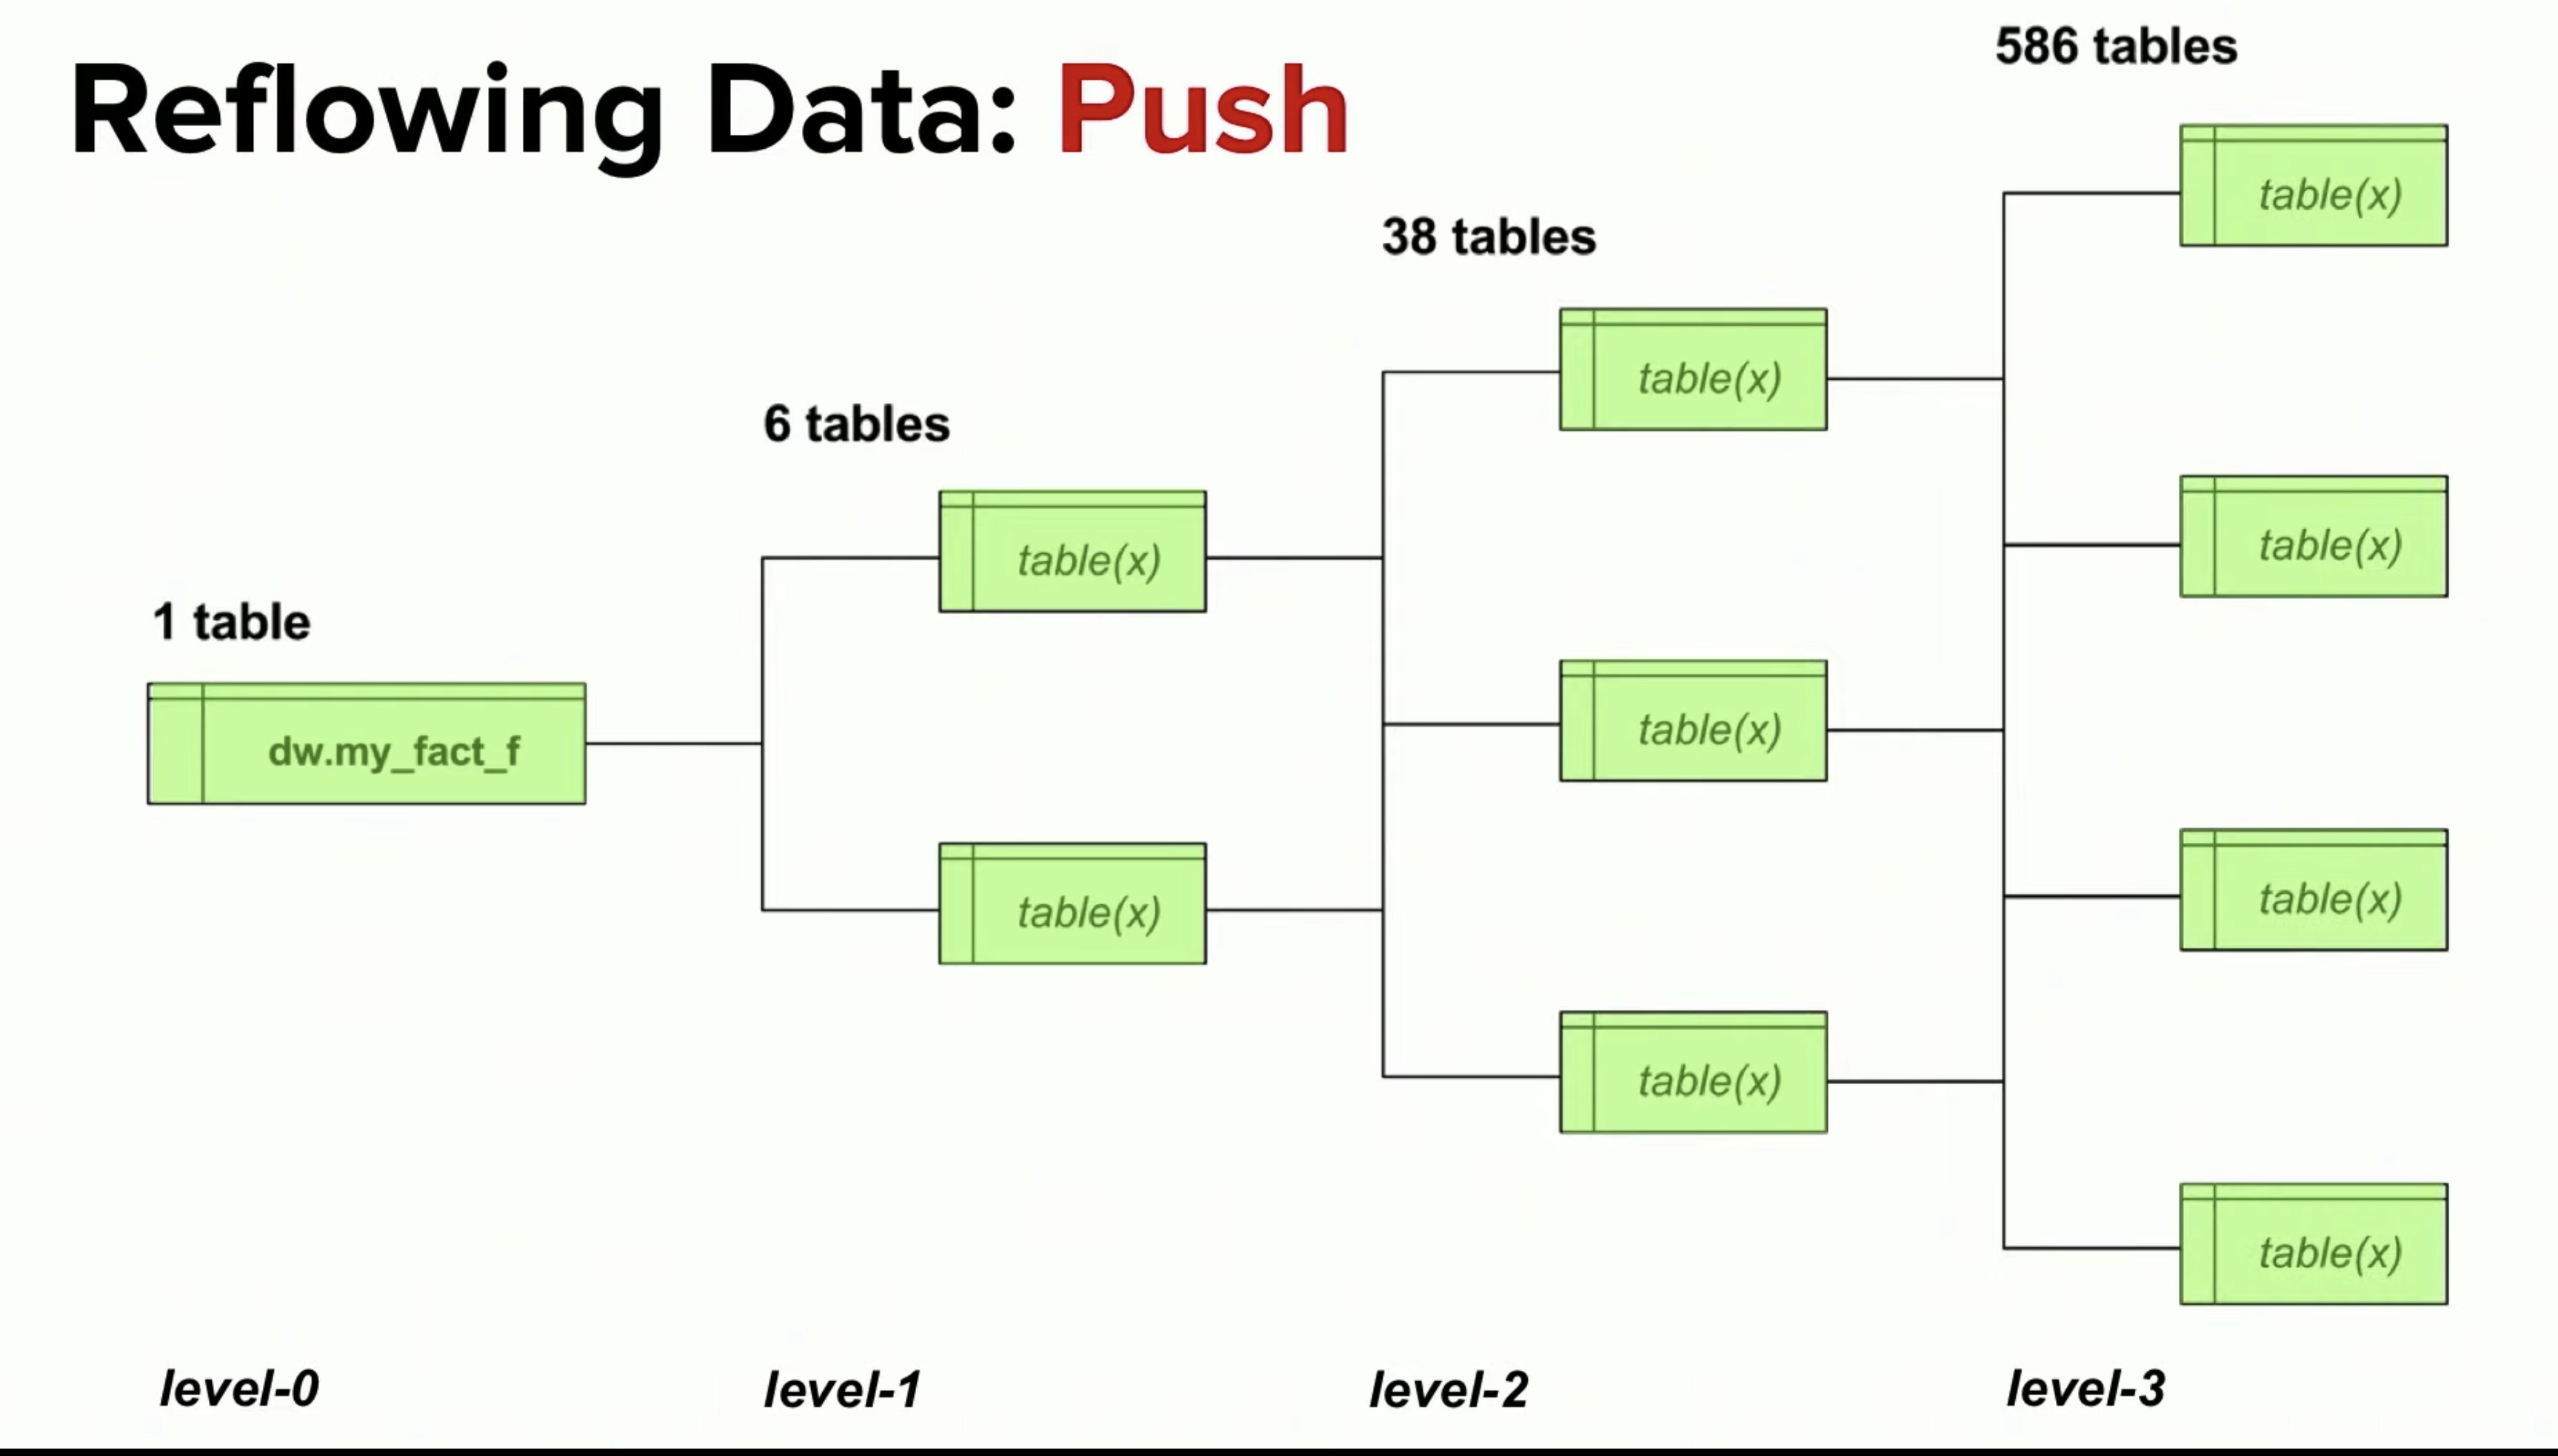 Reflowing Data: Push
1 table
dw.my_fact_f
level-0
6 tables
table(x)
table(x)
level-1
38 tables
table(x)
table(x)
table(x)
level-2
586 tables
table(x)
table(x)
table(x)
table(x)
level-3